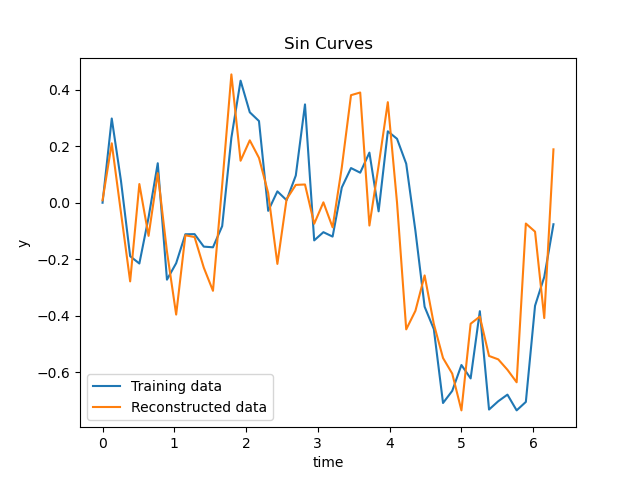 Sin Curves
y
0.4
0.2
0.0
−0.2
−0.4
−0.6
Training data
Reconstructed data
0 1 2 3 4 5 6
time